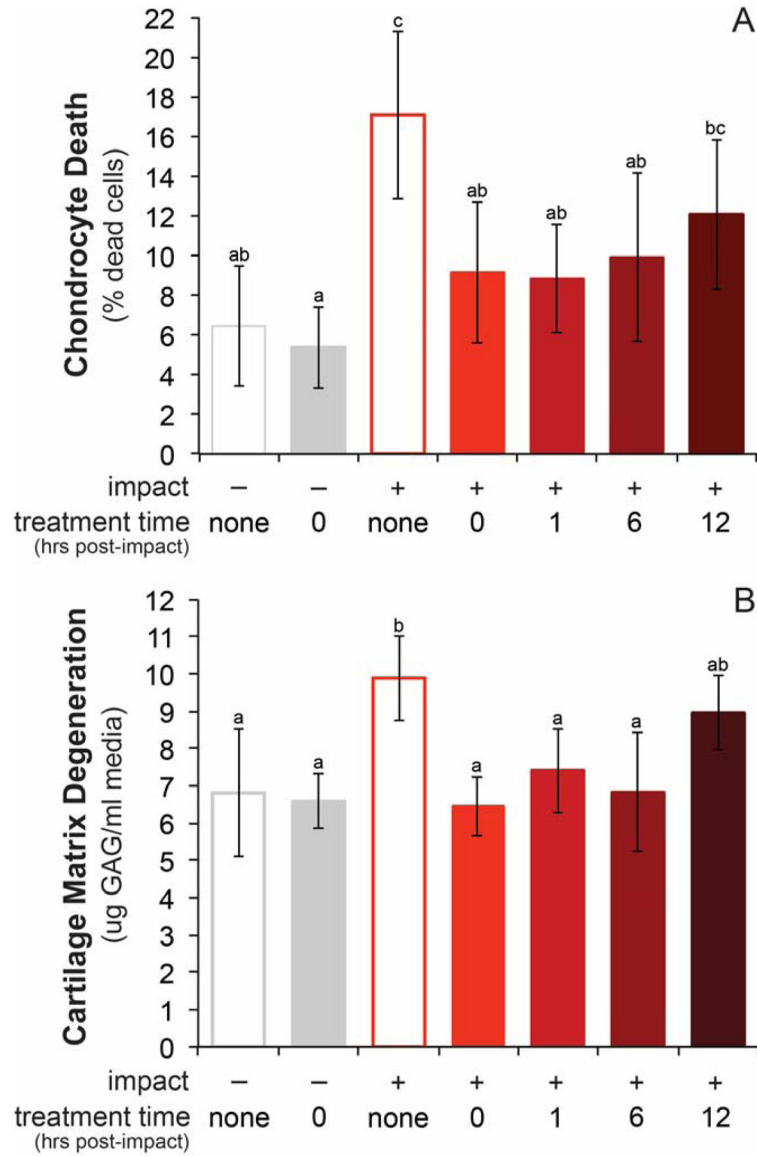 A
Chondrocyte Death
(% dead cells)
22
20
18
16
14
12
10
8
6
4
2
0
ab
a
c
ab
ab
ab
bc
impact – – + + + + +
treatment time none 0 none 0 1 6 12
(hrs post-impact)
B
Cartilage Matrix Degeneration
(ug GAG/ml media)
12
11
10
9
8
7
6
5
4
3
2
1
0
a
a
b
a
a
a
ab
impact – – + + + + +
treatment time none 0 none 0 1 6 12
(hrs post-impact)